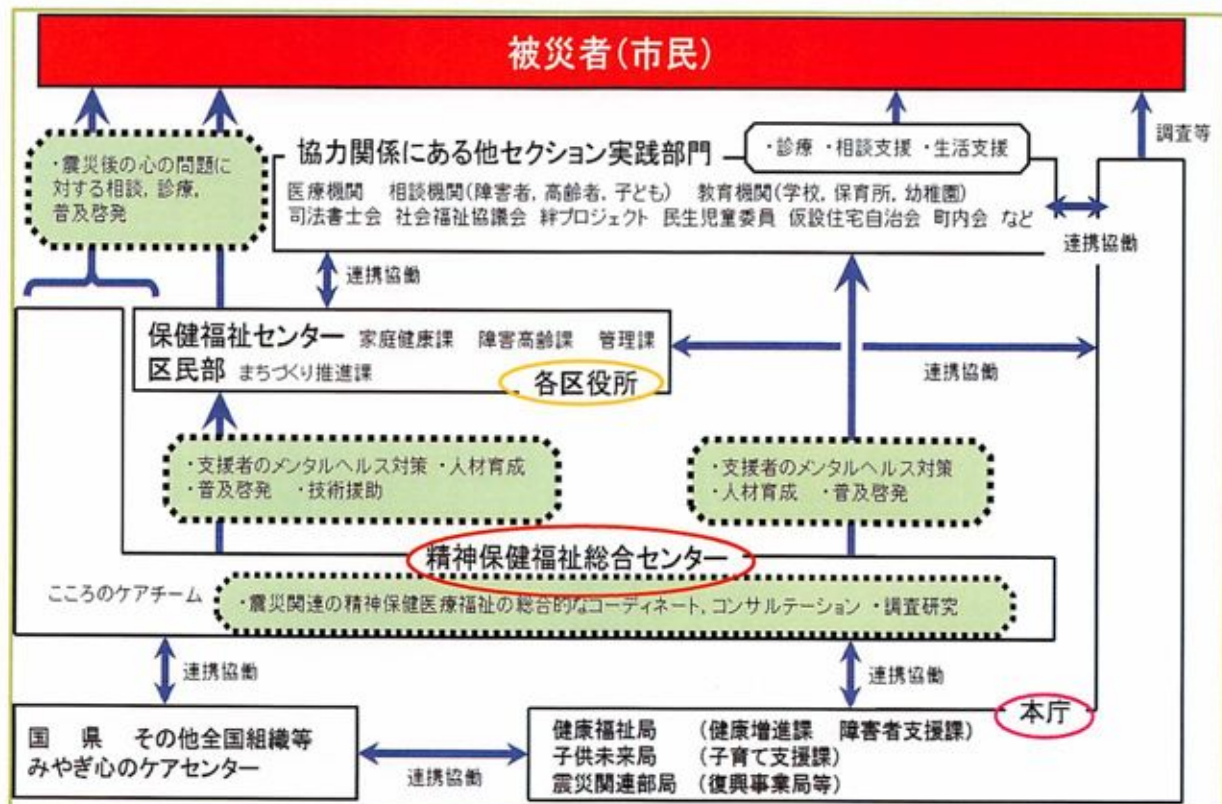 被災者(市民)
・震災後の心の問題に
対する相談, 診療,
普及啓発
協力関係にある他セクション実践部門
・診療 ・相談支援 ・生活支援
調査等
医療機関 相談機関(障害者, 高齢者, 子ども) 教育機関(学校, 保育所, 幼稚園)
司法書士会 社会福祉協議会 絆プロジェクト 民生児童委員 仮設住宅自治会 町内会 など
連携協働
連携協働
保健福祉センター 家庭健康課 障害高齢課 管理課
区民部 まちづくり推進課
各区役所
連携協働
・支援者のメンタルヘルス対策 ・人材育成
・普及啓発 ・技術援助
・支援者のメンタルヘルス対策
・人材育成 ・普及啓発
精神保健福祉総合センター
こころのケアチーム
・震災関連の精神保健医療福祉の総合的なコーディネート, コンサルテーション ・調査研究
連携協働
連携協働
本庁
国 県 その他全国組織等
みやぎ心のケアセンター
連携協働
健康福祉局 (健康増進課 障害者支援課)
子供未来局 (子育て支援課)
震災関連部局 (復興事業局等)